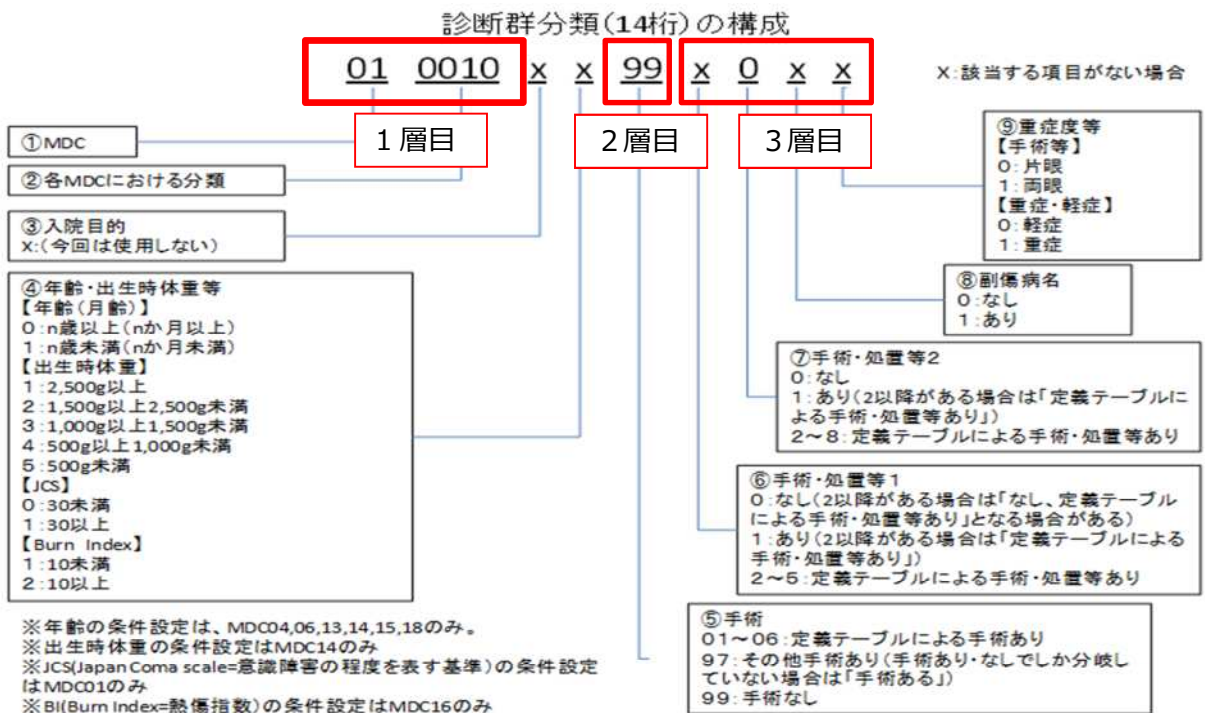 診断群分類(14桁)の構成
01 0010 x x 99 x 0 x x
X:該当する項目がない場合
1層目
2層目
3層目
①MDC
②各MDCにおける分類
③入院目的
x:(今回は使用しない)
④年齢・出生時体重等
【年齢(月齢)】
0:n歳以上(nか月以上)
1:n歳未満(nか月未満)
【出生時体重】
1:2,500g以上
2:1,500g以上2,500g未満
3:1,000g以上1,500g未満
4:500g以上1,000g未満
5:500g未満
【JCS】
0:30未満
1:30以上
【Burn Index】
1:10未満
2:10以上
※年齢の条件設定は、MDC04,06,13,14,15,18のみ。
※出生時体重の条件設定はMDC14のみ
※JCS(Japan Coma scale=意識障害の程度を表す基準)の条件設定
はMDC01のみ
※BI(Burn Index=熱傷指数)の条件設定はMDC16のみ
⑨重症度等
【手術等】
0:片眼
1:両眼
【重症・軽症】
0:軽症
1:重症
⑧副傷病名
0:なし
1:あり
⑦手術・処置等2
0:なし
1:あり(2以降がある場合は「定義テーブルに
よる手術・処置等あり」)
2~8:定義テーブルによる手術・処置等あり
⑥手術・処置等1
0:なし(2以降がある場合は「なし、定義テーブル
による手術・処置等あり」となる場合がある)
1:あり(2以降がある場合は「定義テーブルによる
手術・処置等あり」)
2~5:定義テーブルによる手術・処置等あり
⑤手術
01~06:定義テーブルによる手術あり
97:その他手術あり(手術あり・なしでしか分岐し
ていない場合は「手術ある」)
99:手術なし